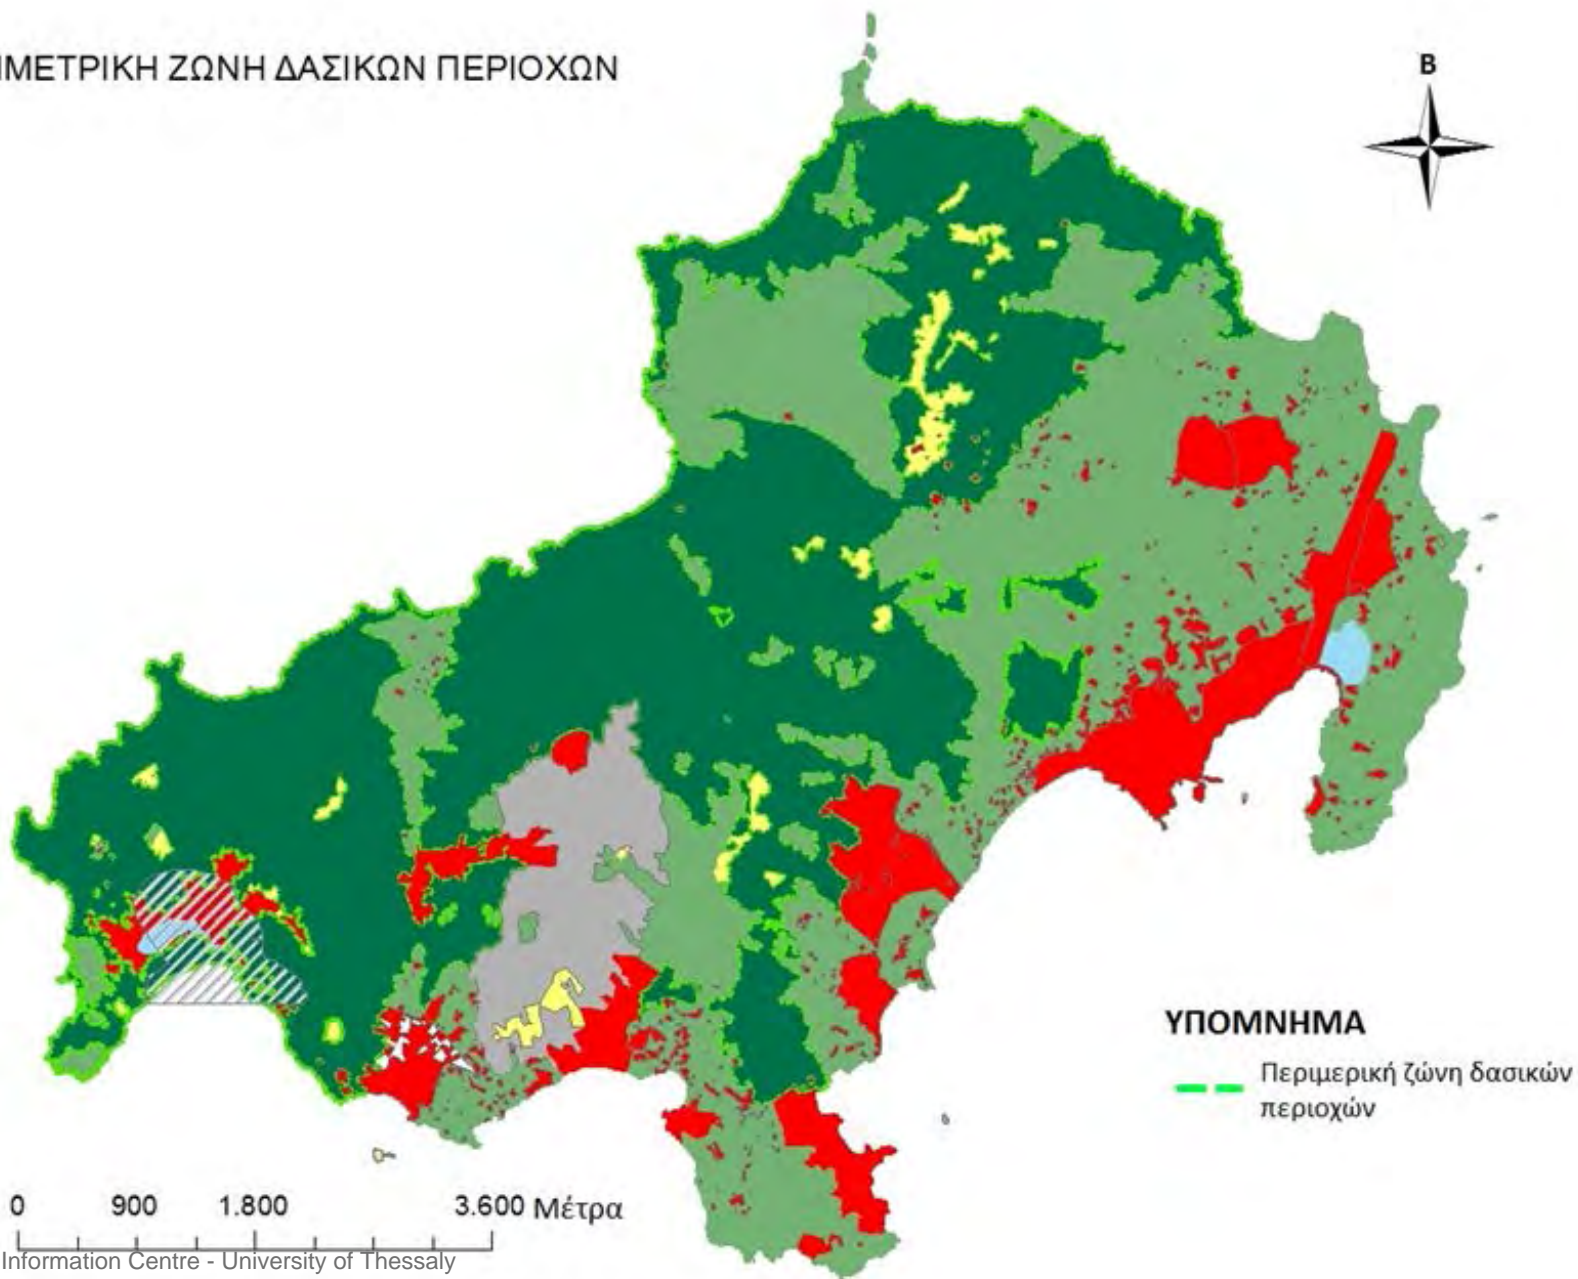 ΙΜΕΤΡΙΚΗ ΖΩΝΗ ΔΑΣΙΚΩΝ ΠΕΡΙΟΧΩΝ
Β
ΥΠΟΜΝΗΜΑ
Περιμερική ζώνη δασικών
περιοχών
0 900 1.800 3.600 Μέτρα
Information Centre - University of Thessaly